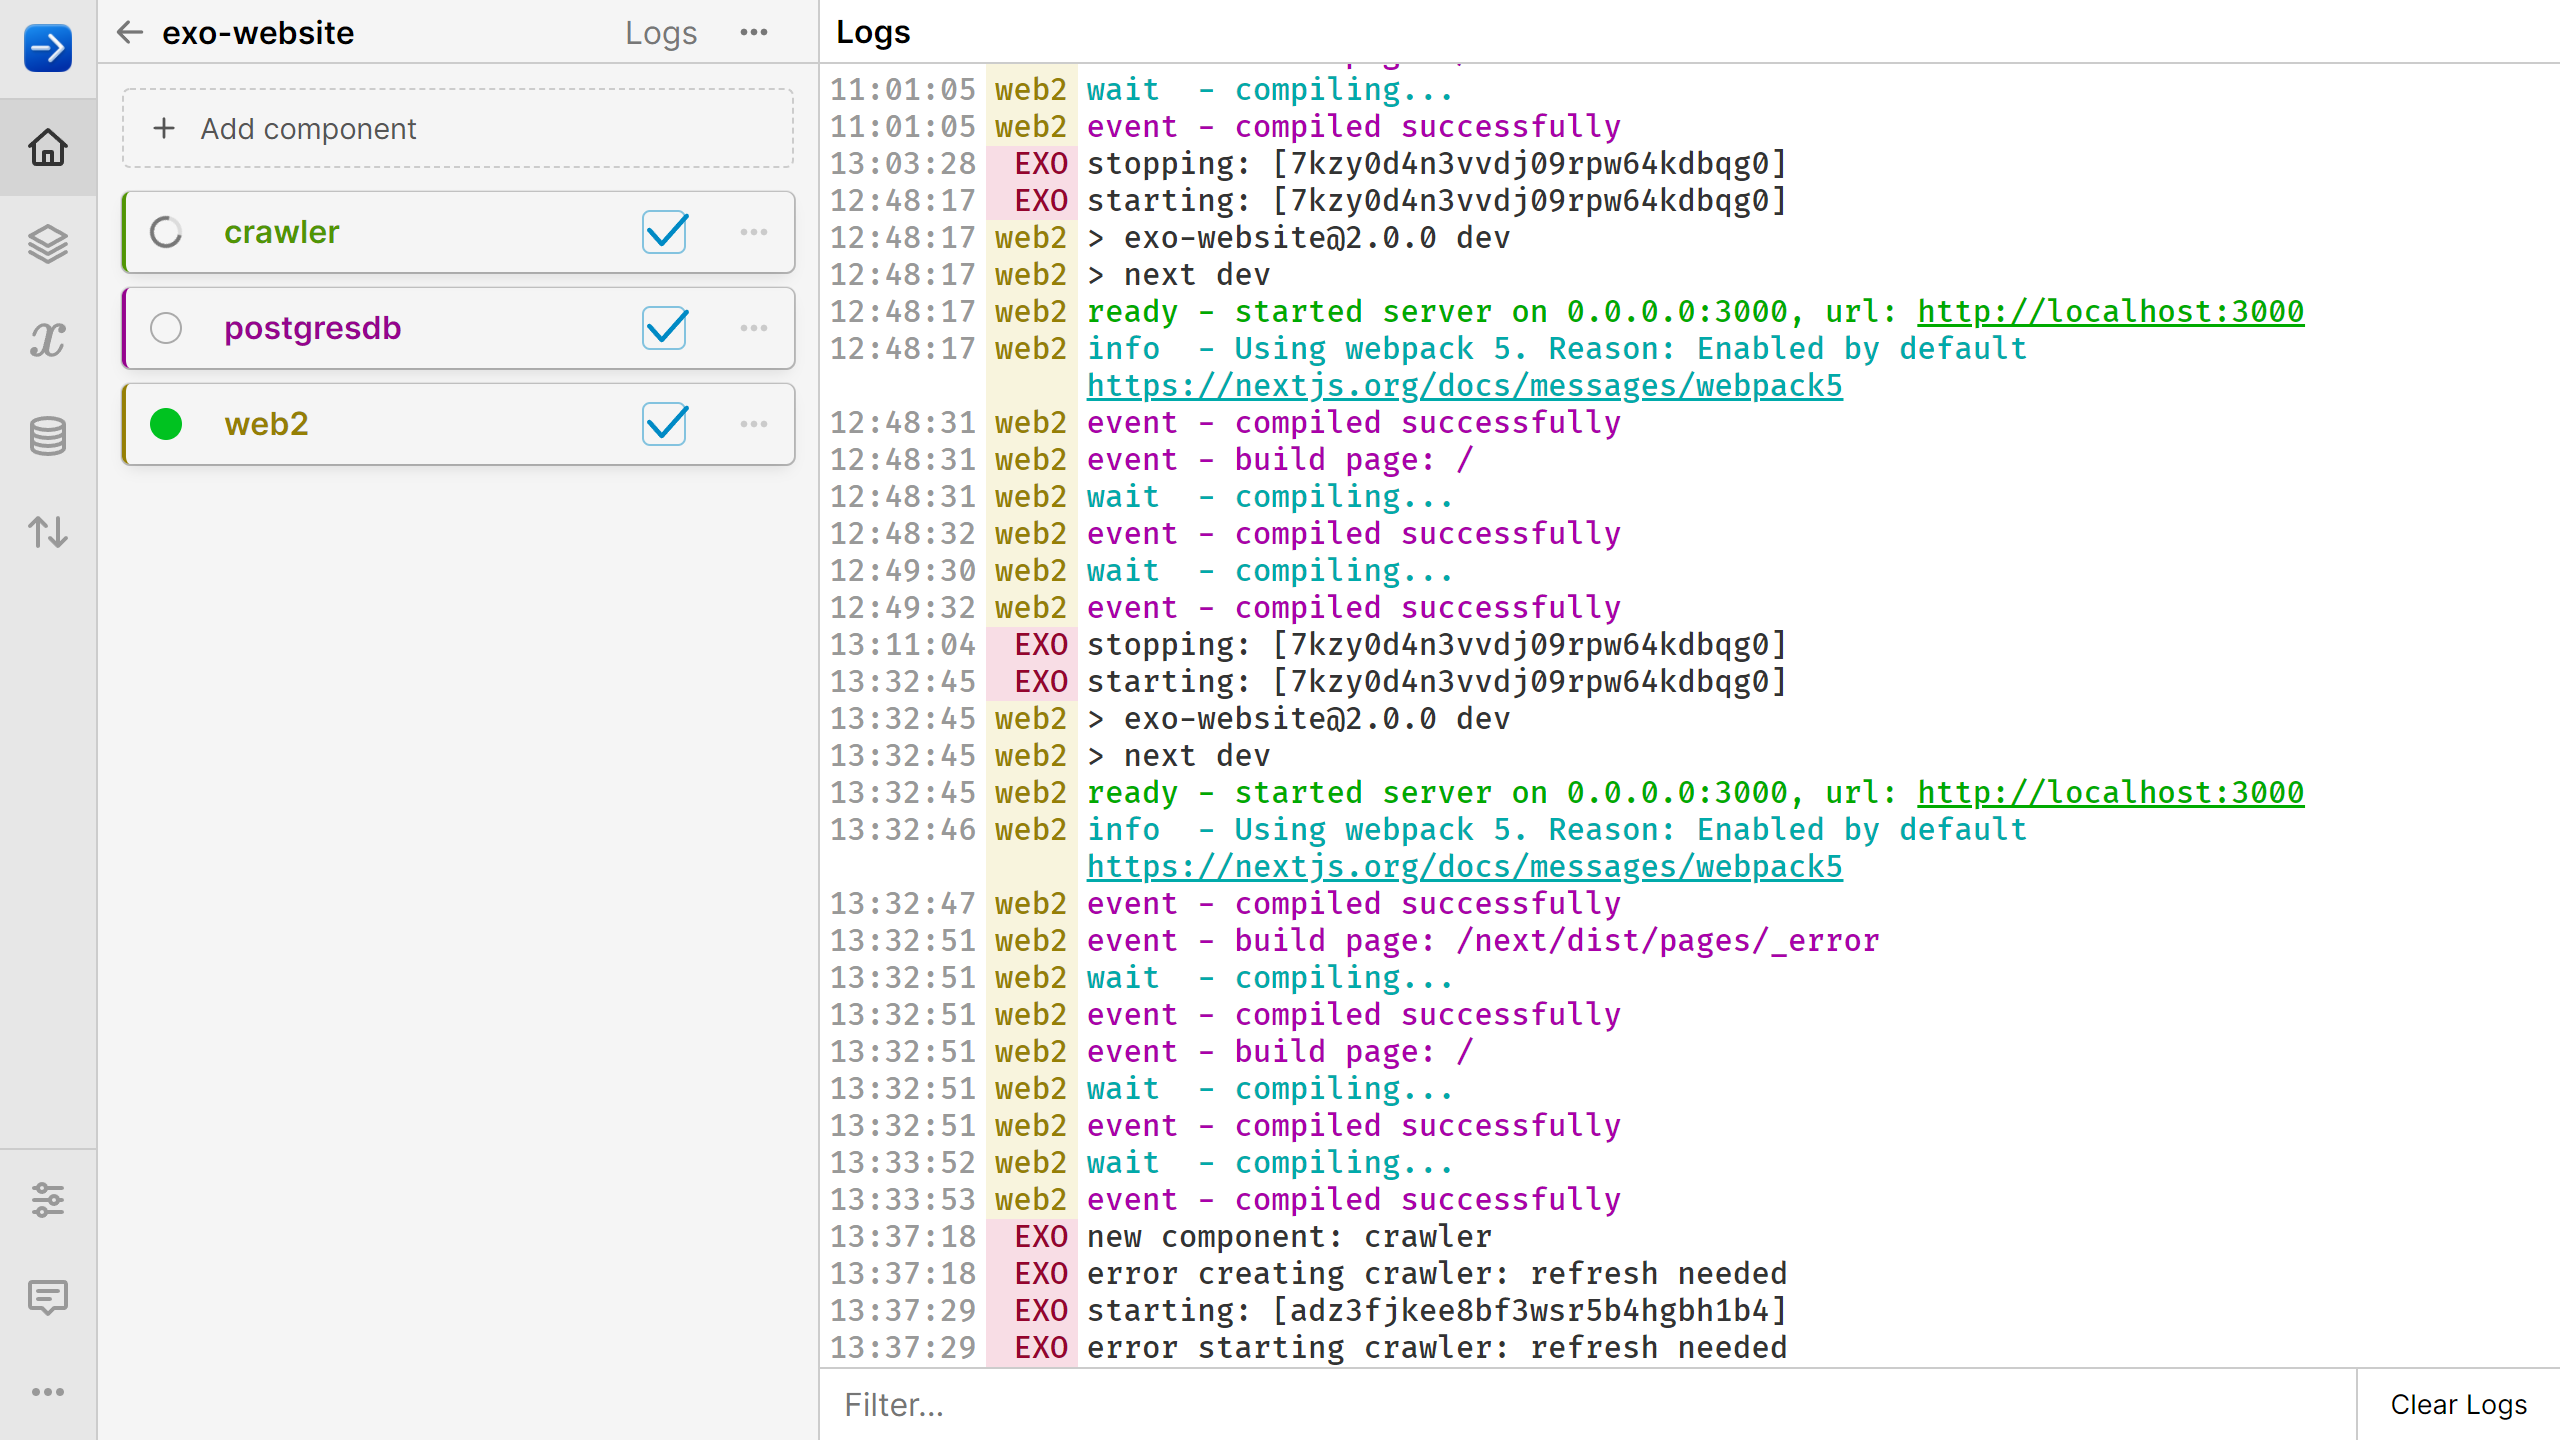 exo-website
Logs
Add component
crawler
postgresdb
web2
Logs
11:01:05 web2 wait  - compiling...
11:01:05 web2 event - compiled successfully
13:03:28 EXO stopping: [7kzy0d4n3vvdj09rpw64kdbqg0]
12:48:17 EXO starting: [7kzy0d4n3vvdj09rpw64kdbqg0]
12:48:17 web2 > exo-website@2.0.0 dev
12:48:17 web2 > next dev
12:48:17 web2 ready - started server on 0.0.0.0:3000, url: http://localhost:3000
12:48:17 web2 info  - Using webpack 5. Reason: Enabled by default
https://nextjs.org/docs/messages/webpack5
12:48:31 web2 event - compiled successfully
12:48:31 web2 event - build page: /
12:48:31 web2 wait  - compiling...
12:48:32 web2 event - compiled successfully
12:49:30 web2 wait  - compiling...
12:49:32 web2 event - compiled successfully
13:11:04 EXO stopping: [7kzy0d4n3vvdj09rpw64kdbqg0]
13:32:45 EXO starting: [7kzy0d4n3vvdj09rpw64kdbqg0]
13:32:45 web2 > exo-website@2.0.0 dev
13:32:45 web2 > next dev
13:32:45 web2 ready - started server on 0.0.0.0:3000, url: http://localhost:3000
13:32:46 web2 info  - Using webpack 5. Reason: Enabled by default
https://nextjs.org/docs/messages/webpack5
13:32:47 web2 event - compiled successfully
13:32:51 web2 event - build page: /next/dist/pages/_error
13:32:51 web2 wait  - compiling...
13:32:51 web2 event - compiled successfully
13:32:51 web2 event - build page: /
13:32:51 web2 wait  - compiling...
13:32:51 web2 event - compiled successfully
13:33:52 web2 wait  - compiling...
13:33:53 web2 event - compiled successfully
13:37:18 EXO new component: crawler
13:37:18 EXO error creating crawler: refresh needed
13:37:29 EXO starting: [adz3fjkee8bf3wsr5b4hgbh1b4]
13:37:29 EXO error starting crawler: refresh needed
Filter...
Clear Logs